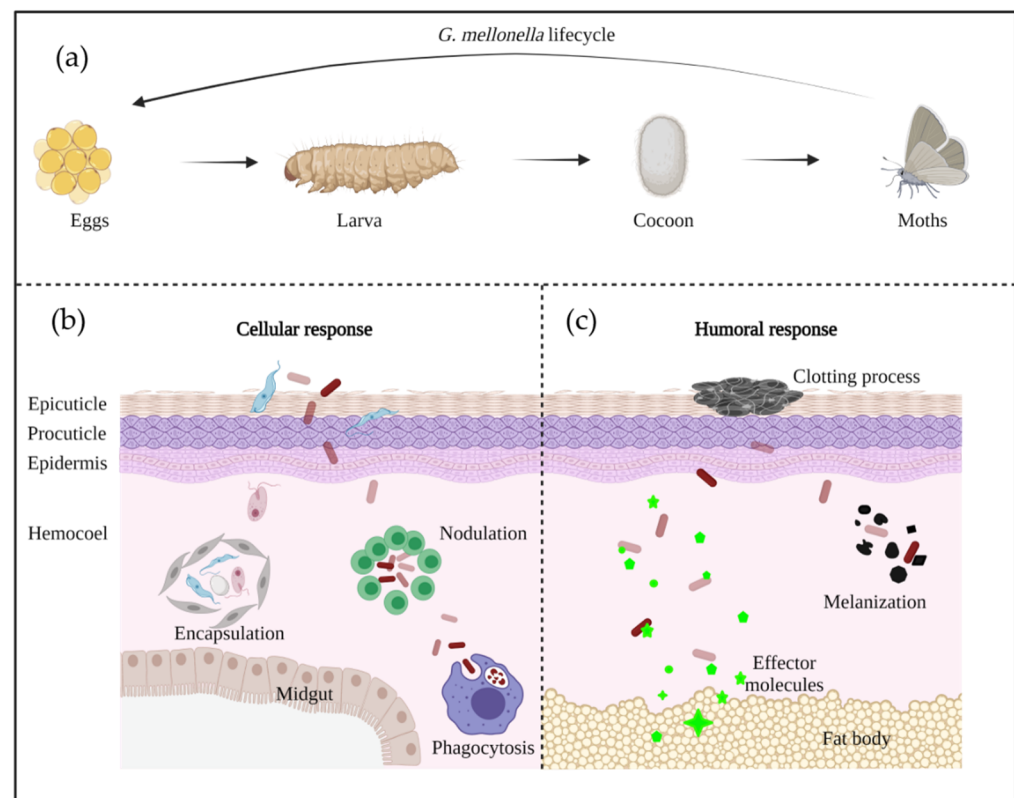 (a)
G. mellonella lifecycle
Eggs
Larva
Cocoon
Moths
(b)
Cellular response
Epicuticle
Procuticle
Epidermis
Hemocoel
Nodulation
Encapsulation
Midgut
Phagocytosis
(c)
Humoral response
Clotting process
Melanization
Effector
molecules
Fat body